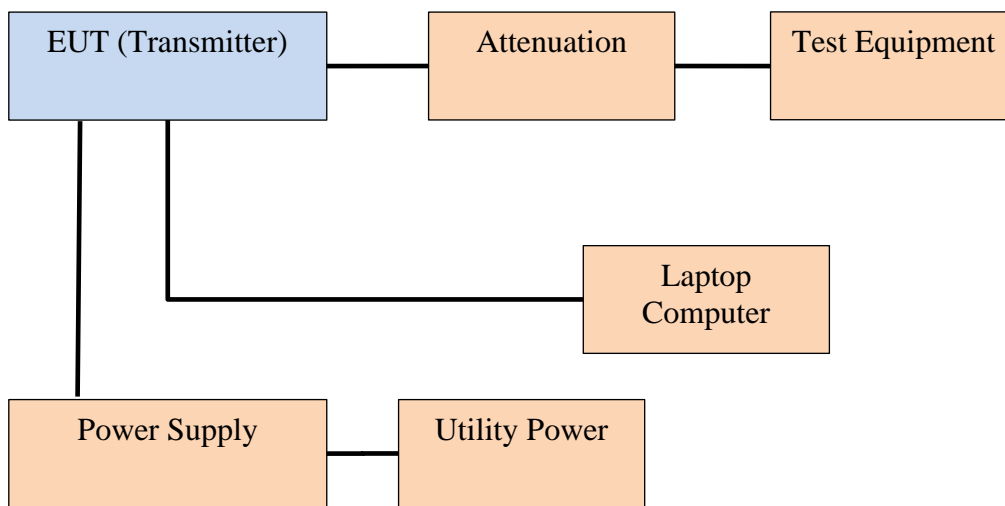 EUT (Transmitter)
Attenuation
Test Equipment
Laptop
Computer
Power Supply
Utility Power